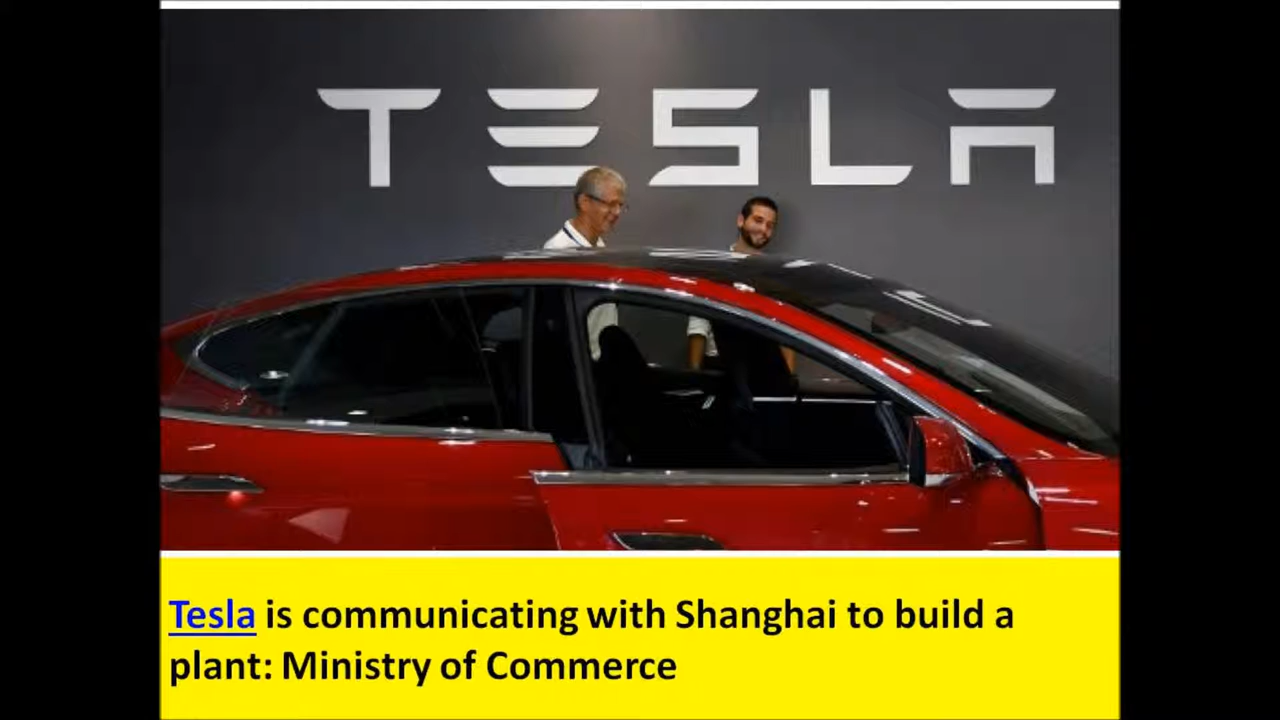 TESLA
Tesla is communicating with Shanghai to build a
plant: Ministry of Commerce